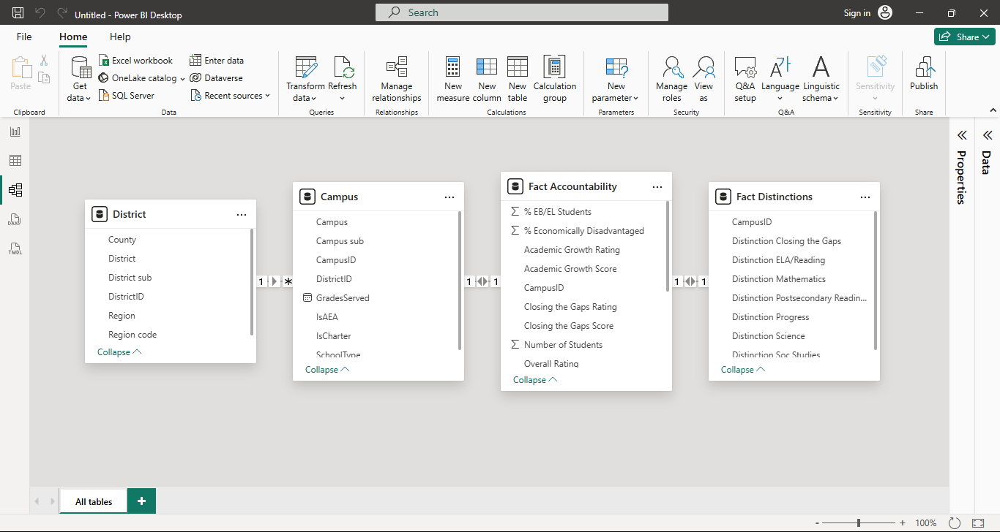 Untitled - Power BI Desktop
Search
Sign in
File
Home
Help
Share
Paste
Get data
Excel workbook
OneLake catalog
SQL Server
Enter data
Dataverse
Recent sources
Transform data
Refresh
Manage relationships
New measure
New column
New table
Calculation group
New parameter
Manage roles
View as
Q&A setup
Language
Linguistic schema
Sensitivity
Publish
Clipboard
Data
Queries
Relationships
Calculations
Parameters
Security
Q&A
Sensitivity
Share
DAX
TMDL
District
...
County
District
District sub
DistrictID
Region
Region code
Collapse
1
*
Campus
...
Campus
Campus sub
CampusID
DistrictID
GradesServed
IsAEA
IsCharter
SchoolType
Collapse
1
1
Fact Accountability
...
Σ % EB/EL Students
Σ % Economically Disadvantaged
Academic Growth Rating
Academic Growth Score
CampusID
Closing the Gaps Rating
Closing the Gaps Score
Σ Number of Students
Overall Rating
Collapse
1
1
Fact Distinctions
...
CampusID
Distinction Closing the Gaps
Distinction ELA/Reading
Distinction Mathematics
Distinction Postsecondary Readin...
Distinction Progress
Distinction Science
Distinction Soc Studies
Collapse
Properties
Data
All tables
+
-
+
100%